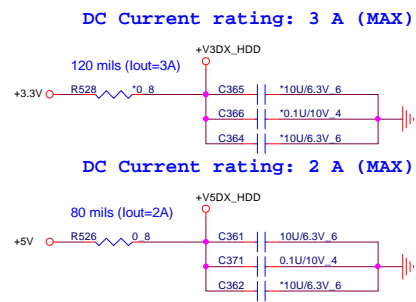 DC Current rating: 3 A (MAX)
+V3DX_HDD
120 mils (Iout=3A)
+3.3V R528 *0_8 C365 *10U/6.3V_6
C366 *0.1U/10V_4
C364 *10U/6.3V_6
DC Current rating: 2 A (MAX)
+V5DX_HDD
80 mils (Iout=2A)
+5V R526 0_8 C361 10U/6.3V_6
C371 0.1U/10V_4
C362 *10U/6.3V_6